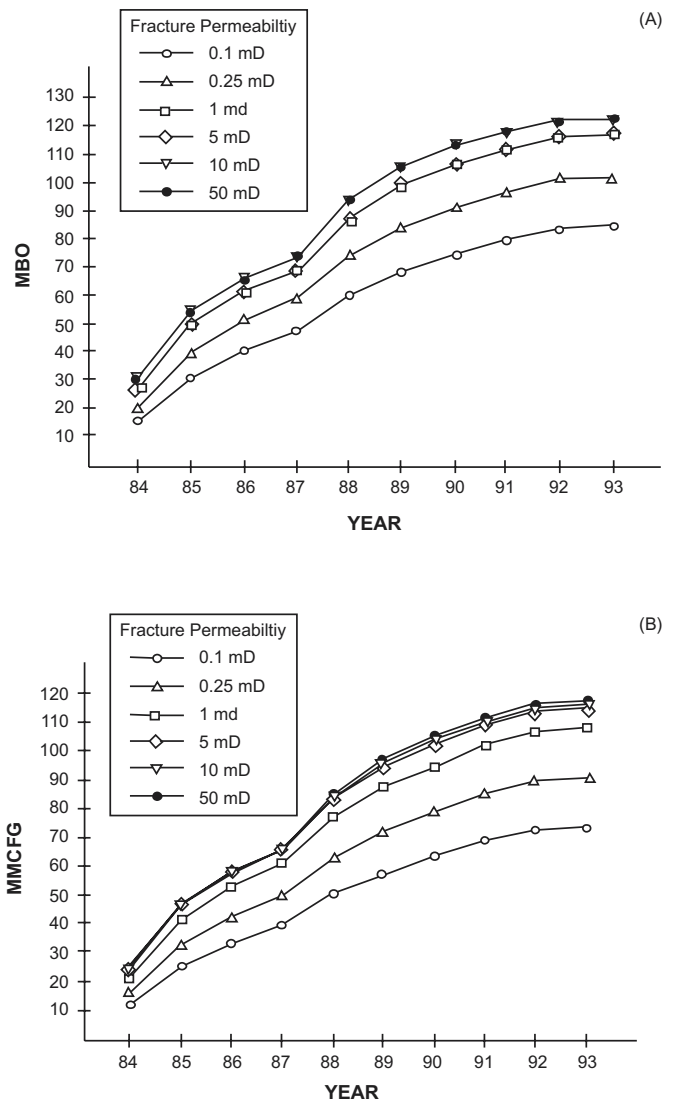 (A)
Fracture Permeabiltiy
0.1 mD
0.25 mD
1 md
5 mD
10 mD
50 mD
130
120
110
100
90
80
70
60
50
40
30
20
10
MBO
84 85 86 87 88 89 90 91 92 93
YEAR
(B)
Fracture Permeabiltiy
0.1 mD
0.25 mD
1 md
5 mD
10 mD
50 mD
120
110
100
90
80
70
60
50
40
30
20
10
MMCFG
84 85 86 87 88 89 90 91 92 93
YEAR